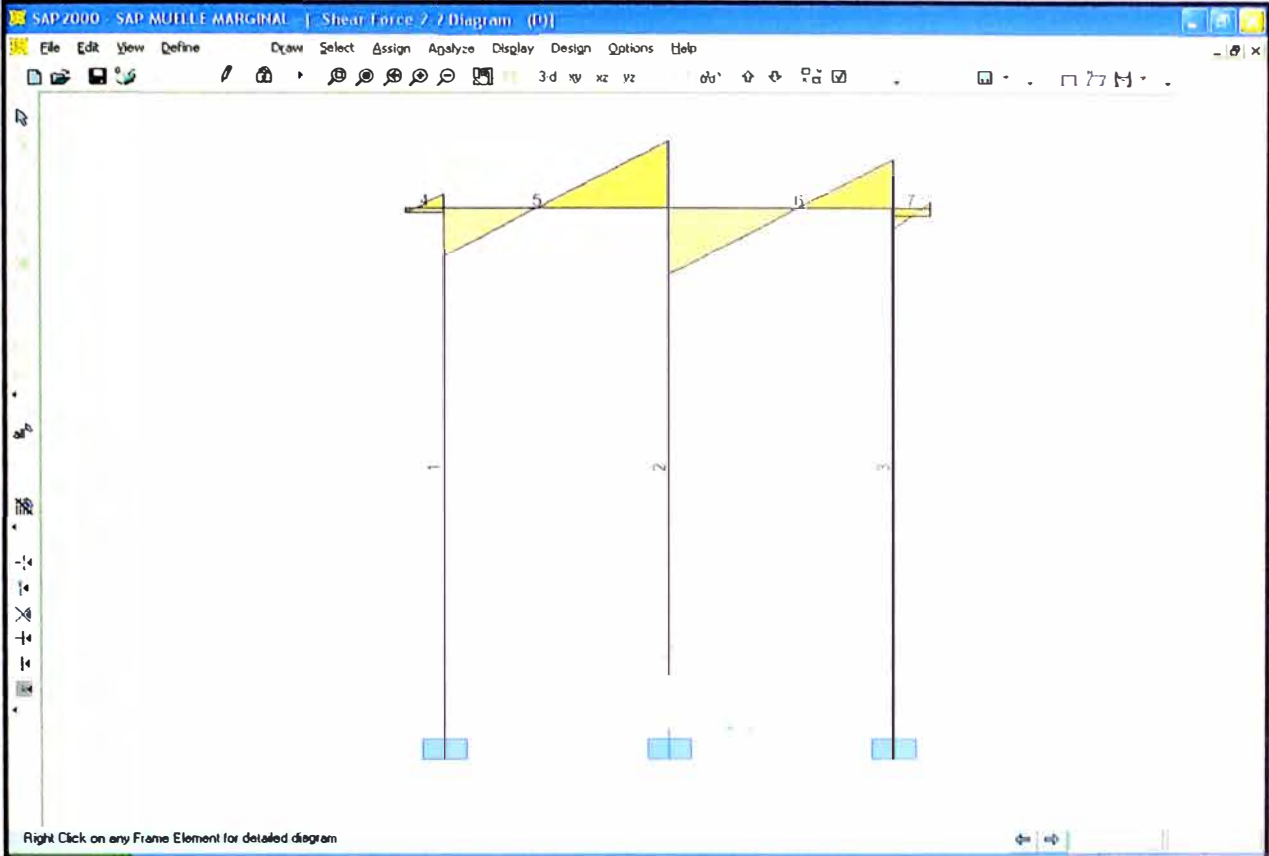 SAP2000 - SAP MUELLE MARGINAL - [ Shear Force 2-2 Diagram (D)]
File Edit View Define Draw Select Assign Analyze Display Design Options Help
3-d xy xz yz
4 5 6 7
1 2 3
all
Right Click on any Frame Element for detailed diagram